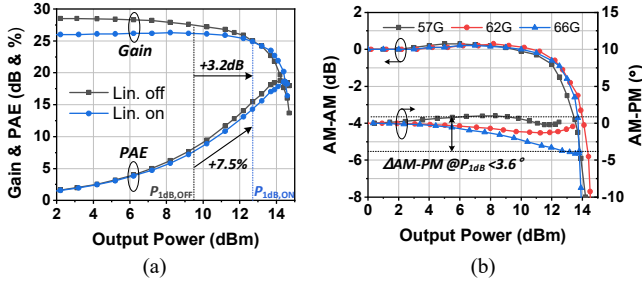 Gain & PAE (dB & %)
40
35
30
25
20
15
10
5
0
Gain
+3.2dB
Lin. off
Lin. on
PAE
+7.5%
P1dB,OFF
P1dB,ON
2 4 6 8 10 12 14
Output Power (dBm)
(a)
57G 62G 66G
AM-AM (dB)
2
0
-2
-4
-6
-8
ΔAM-PM @P1dB <3.6°
15
10
5
0
-5
-10
AM-PM (º)
0 2 4 6 8 10 12 14
Output Power (dBm)
(b)